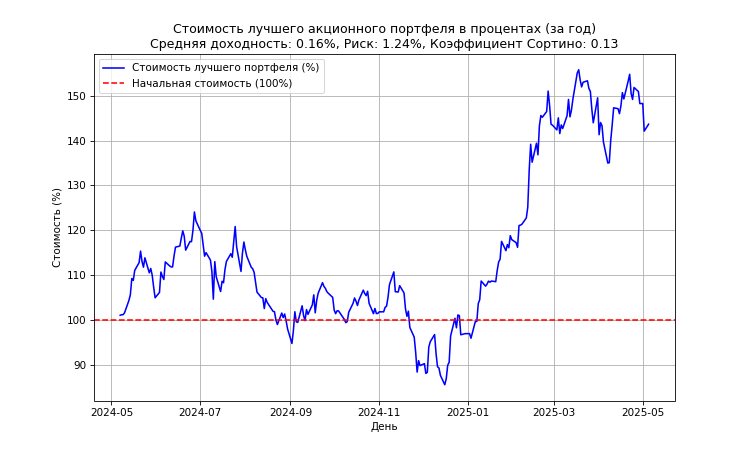 Стоимость лучшего акционного портфеля в процентах (за год)
Средняя доходность: 0.16%, Риск: 1.24%, Коэффициент Сортино: 0.13
Стоимость лучшего портфеля (%)
Начальная стоимость (100%)
Стоимость (%)
150
140
130
120
110
100
90
2024-05 2024-07 2024-09 2024-11 2025-01 2025-03 2025-05
День